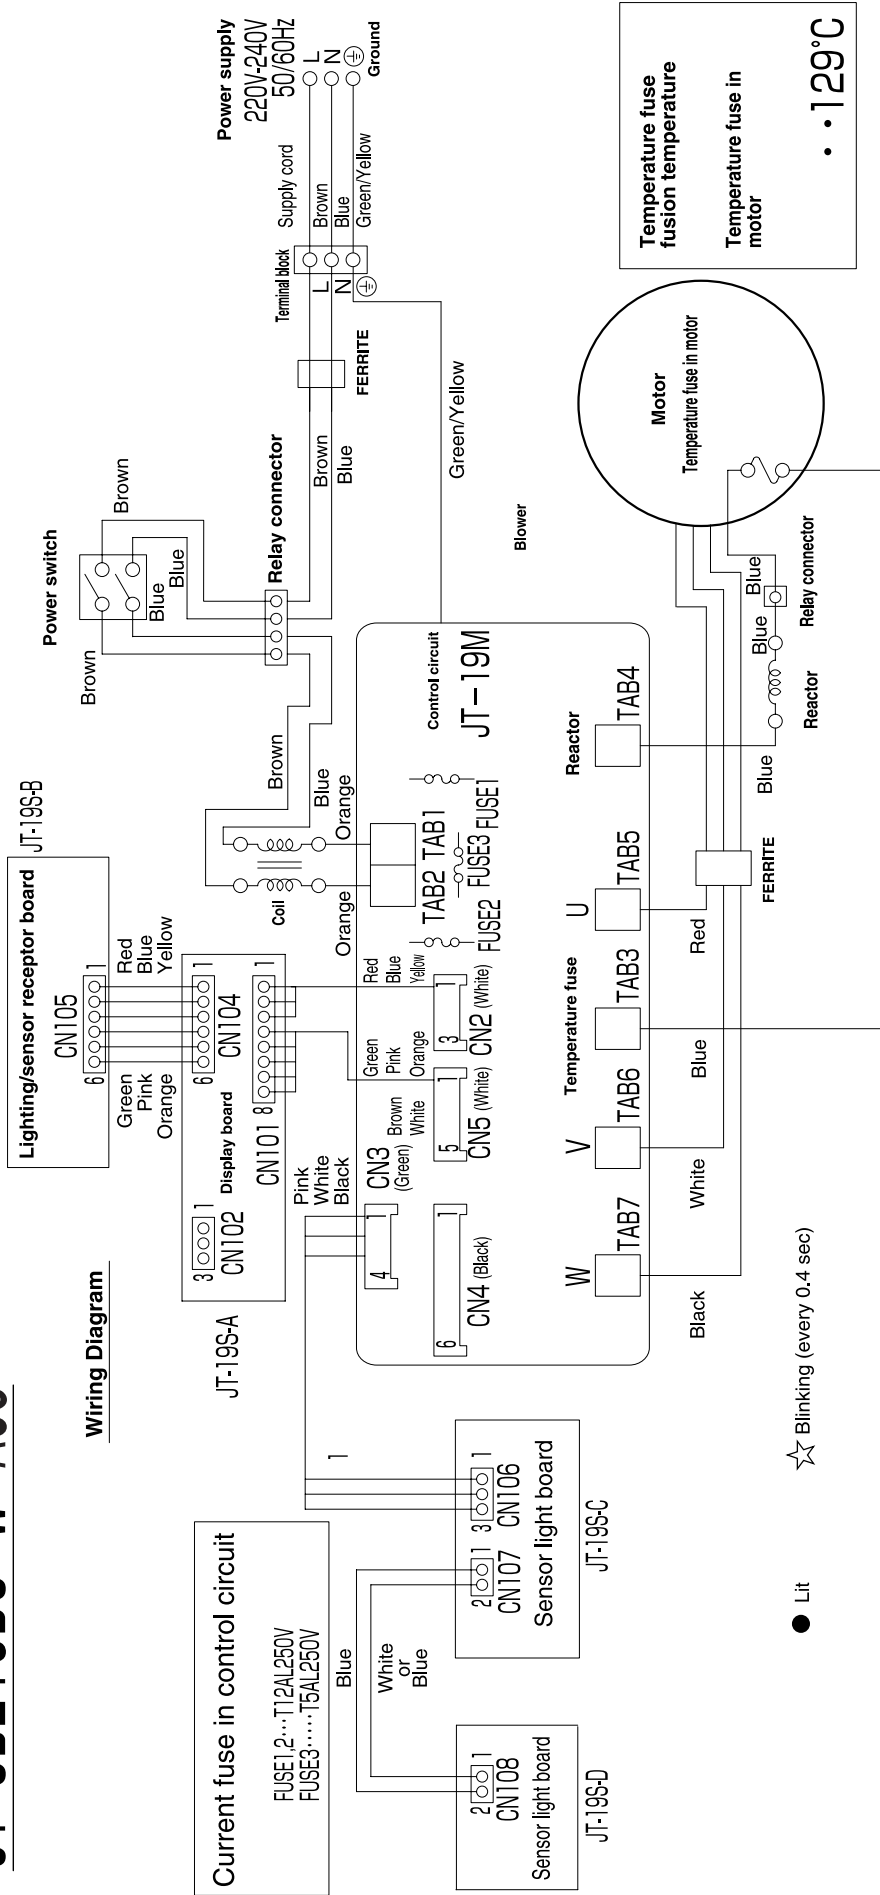 Wiring Diagram
Lighting/sensor receptor board
JT-19S-B
CN105
6
1
Green
Pink
Orange
Red
Blue
Yellow
JT-19S-A
3
1
CN102
Display board
6
1
CN104
CN101
8
1
Power switch
Brown
Blue
Blue
Brown
Relay connector
Brown
Blue
Coil
Orange
Orange
Brown
Blue
FERRITE
Terminal block
L
N
Supply cord
Brown
Blue
Green/Yellow
Power supply
220V-240V
50/60Hz
L
N
Ground
Green/Yellow
Current fuse in control circuit
FUSE1,2···T12AL250V
FUSE3·····T5AL250V
1
Pink
White
Black
CN3
(Green)
4
1
Brown
White
Green
Pink
Orange
Red
Blue
Yellow
6
1
CN4 (Black)
5
1
CN5 (White)
3
1
CN2 (White)
FUSE2
TAB2
TAB1
FUSE3
FUSE1
Control circuit
JT-19M
Blower
W
TAB7
V
TAB6
Temperature fuse
TAB3
U
TAB5
Reactor
TAB4
Black
White
Blue
Red
FERRITE
Blue
Reactor
Blue
Relay connector
Blue
Motor
Temperature fuse in motor
Temperature fuse
fusion temperature
Temperature fuse in
motor
··129°C
Blue
White
or
Blue
2
1
CN108
Sensor light board
JT-19S-D
2
1
CN107
3
1
CN106
Sensor light board
JT-19S-C
● Lit
☆ Blinking (every 0.4 sec)